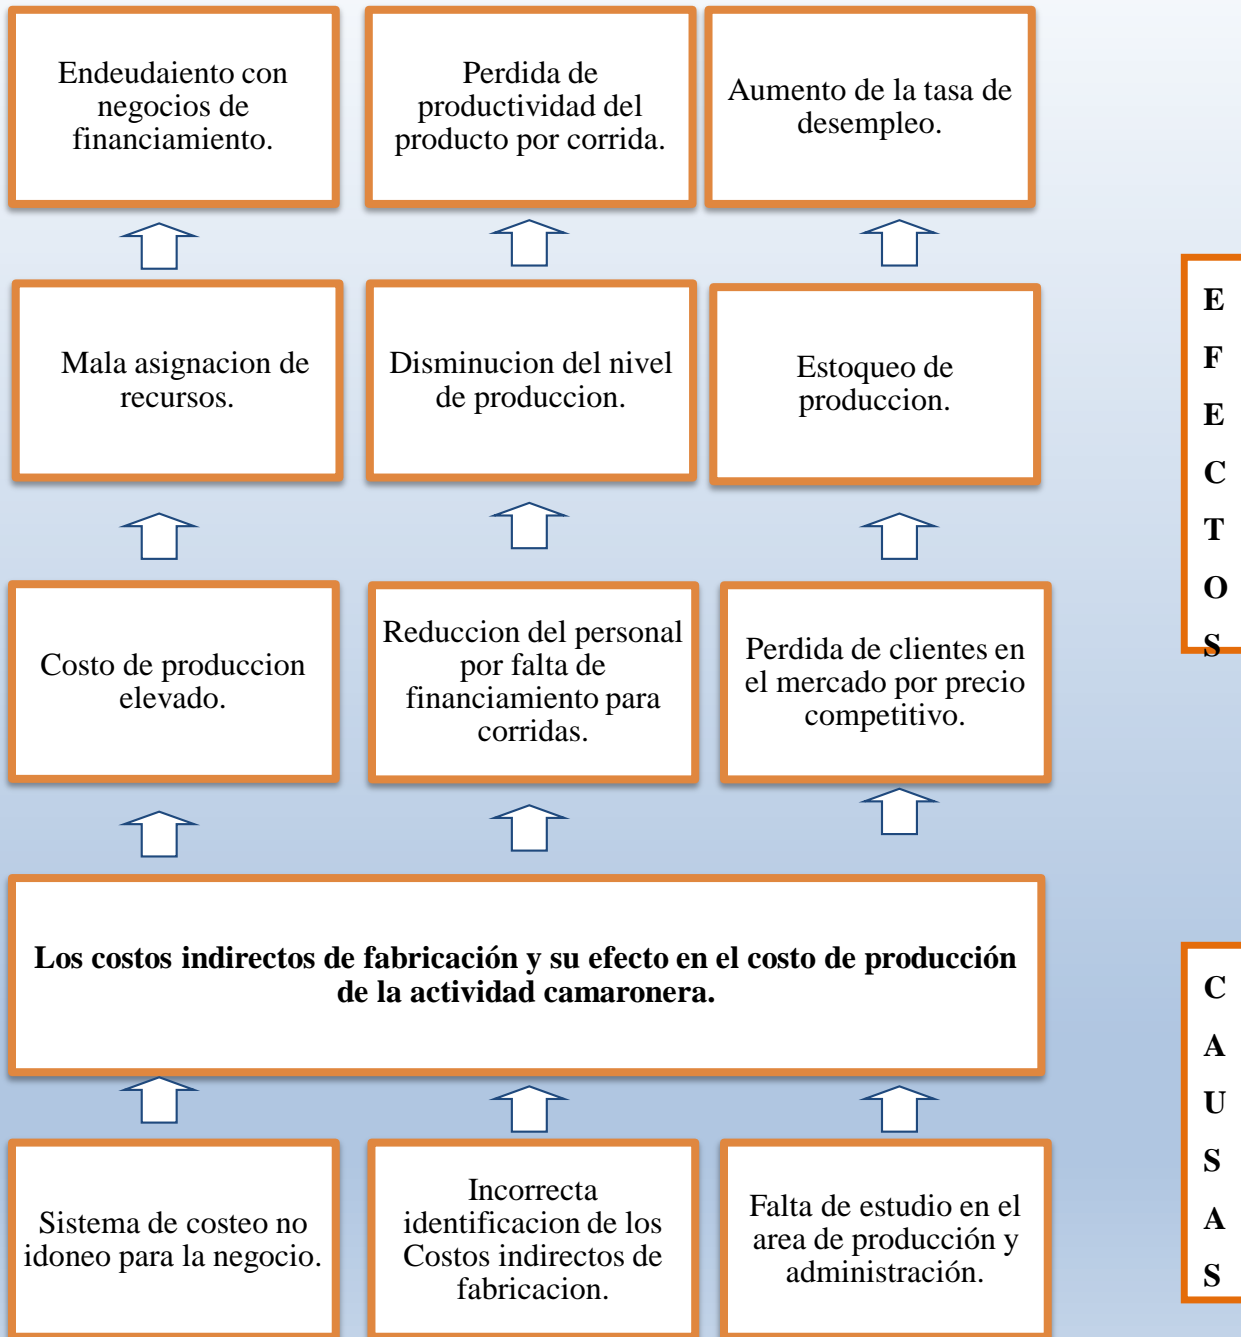 Endeudaiento con
negocios de
financiamiento.
Perdida de
productividad del
producto por corrida.
Aumento de la tasa de
desempleo.
Mala asignacion de
recursos.
Disminucion del nivel
de produccion.
Estoqueo de
produccion.
E
F
E
C
T
O
S
Costo de produccion
elevado.
Reduccion del personal
por falta de
financiamiento para
corridas.
Perdida de clientes en
el mercado por precio
competitivo.
Los costos indirectos de fabricación y su efecto en el costo de producción
de la actividad camaronera.
C
A
U
S
A
S
Sistema de costeo no
idoneo para la negocio.
Incorrecta
identificacion de los
Costos indirectos de
fabricacion.
Falta de estudio en el
area de producción y
administración.